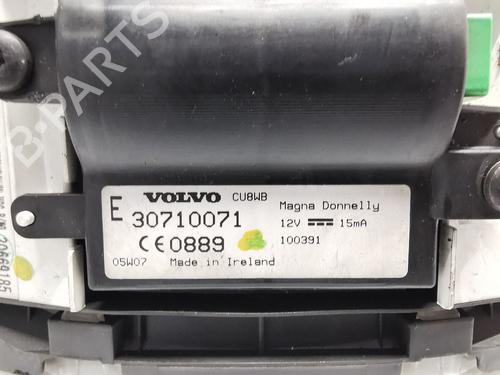 B-PARTS
VOLVO CU8WB
E 30710071
CE0889
05W07 Made in Ireland
Magna Donnelly
12V 15mA
100391